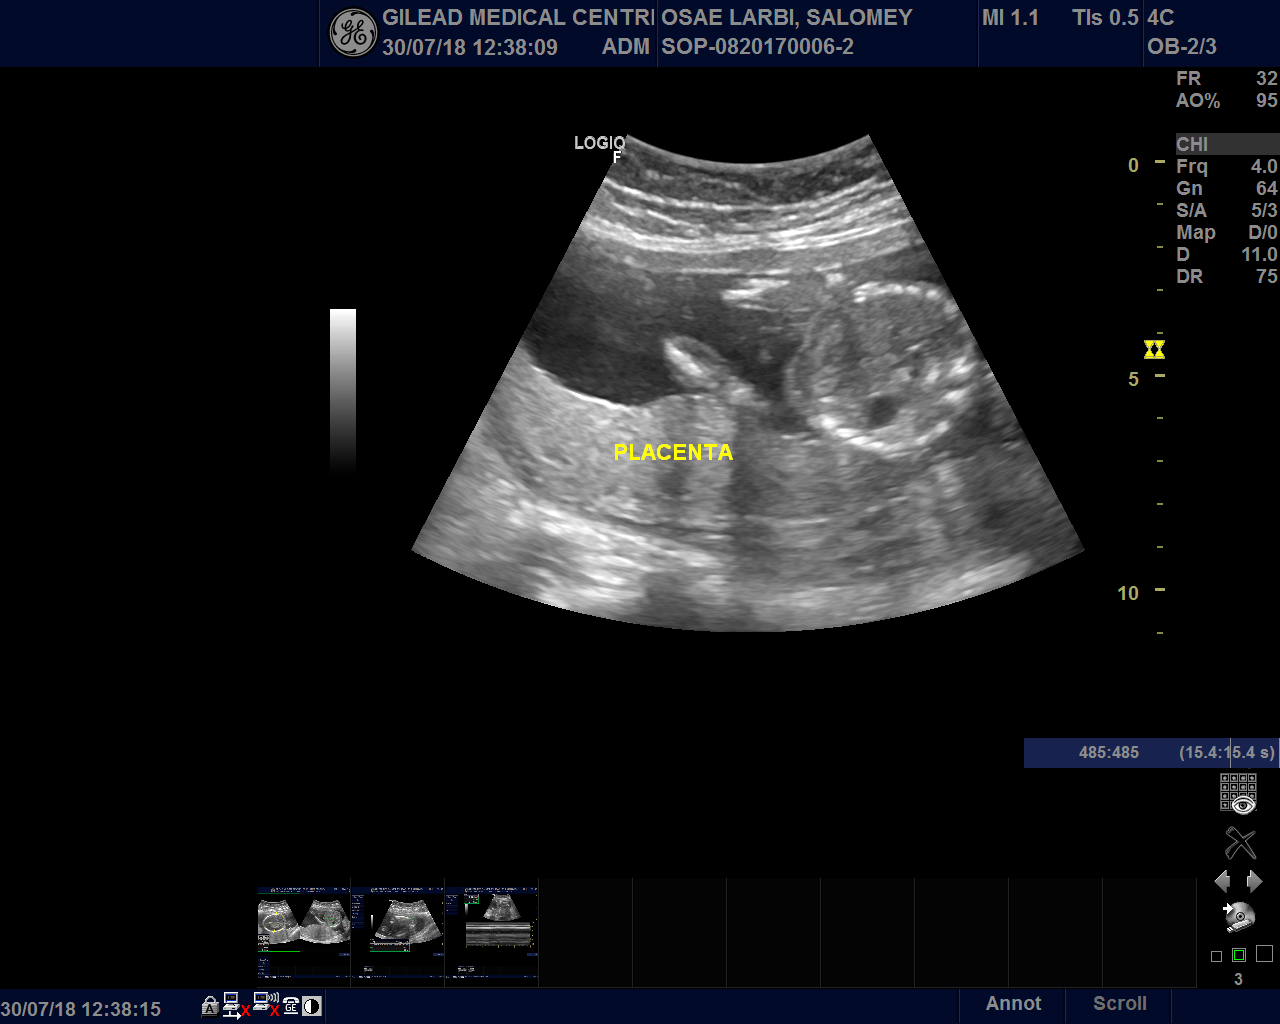 GILEAD MEDICAL CENTR
30/07/18 12:38:09 ADM
OSAE LARBI, SALOMEY
SOP-0820170006-2
MI 1.1 TIs 0.5
4C
OB-2/3
FR 32
AO% 95
CHI
Frq 4.0
Gn 64
S/A 5/3
Map D/0
D 11.0
DR 75
LOGIQ
F
0
5
10
PLACENTA
485:485 (15.4:15.4 s)
3
30/07/18 12:38:15
Annot
Scroll